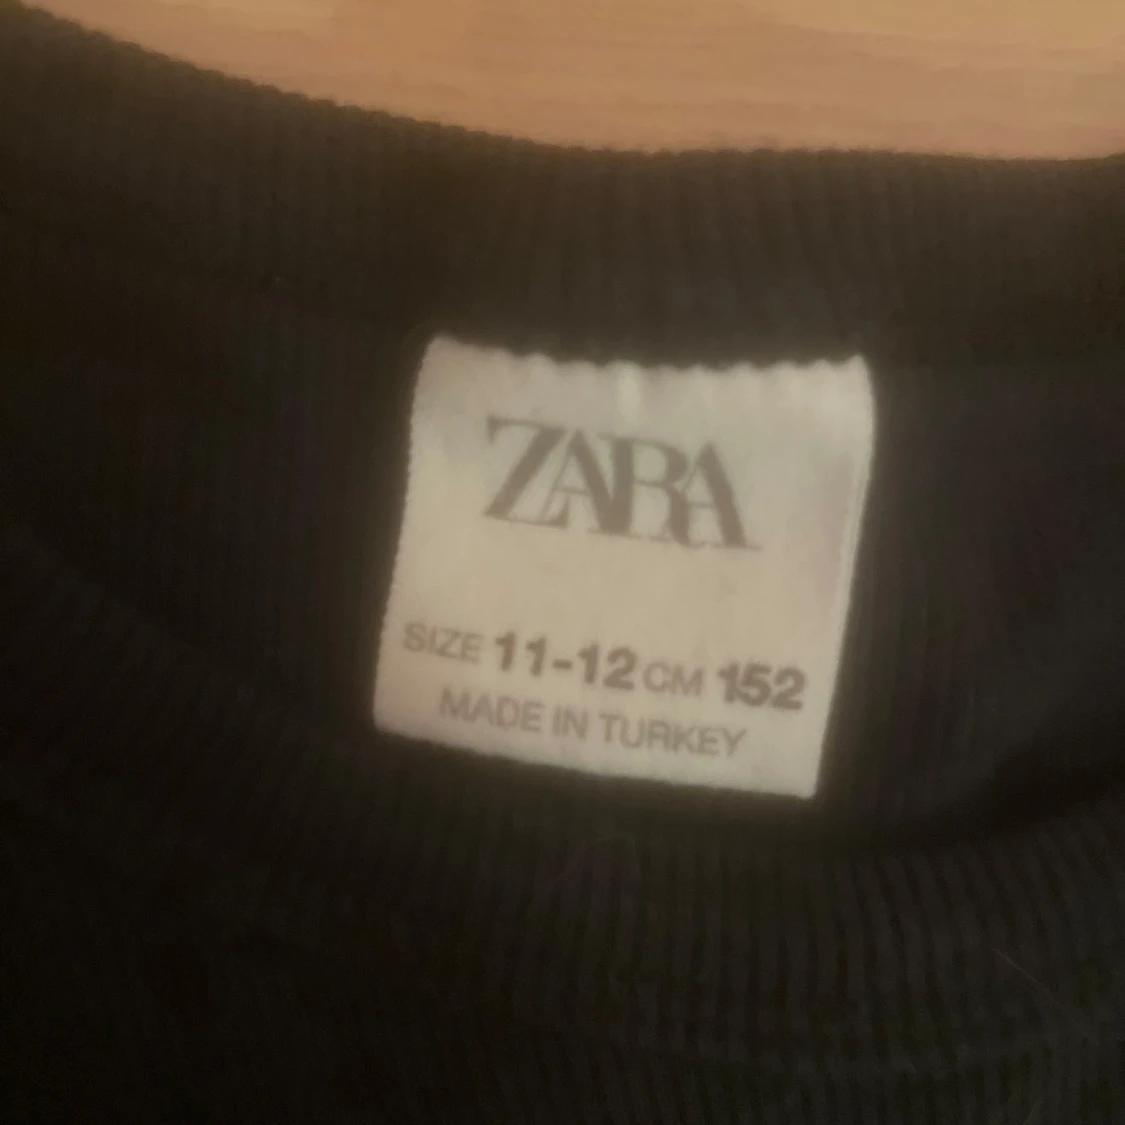 ZARA
SIZE 11-12 CM 152
MADE IN TURKEY